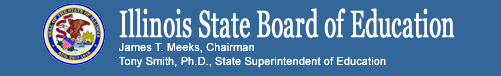 Illinois State Board of Education
James T. Meeks, Chairman
Tony Smith, Ph.D., State Superintendent of Education